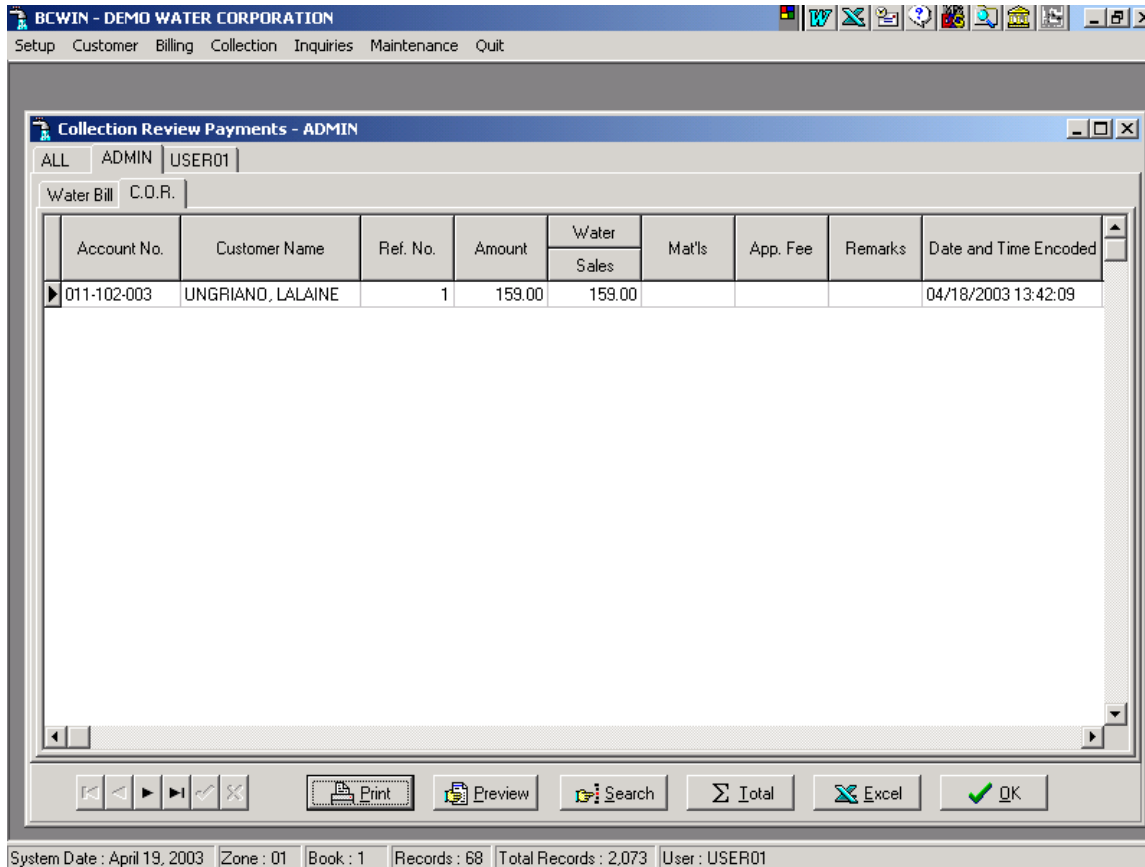 BCWIN - DEMO WATER CORPORATION
Setup Customer Billing Collection Inquiries Maintenance Quit
Collection Review Payments - ADMIN
ALL ADMIN USER01
Water Bill C.O.R.
Account No. Customer Name Ref. No. Amount Water Sales Mat'ls App. Fee Remarks Date and Time Encoded
011-102-003 UNGRIANO, LALAINE 1 159.00 159.00 04/18/2003 13:42:09
Print Preview Search Σ Total Excel OK
System Date : April 19, 2003 Zone : 01 Book : 1 Records : 68 Total Records : 2,073 User : USER01